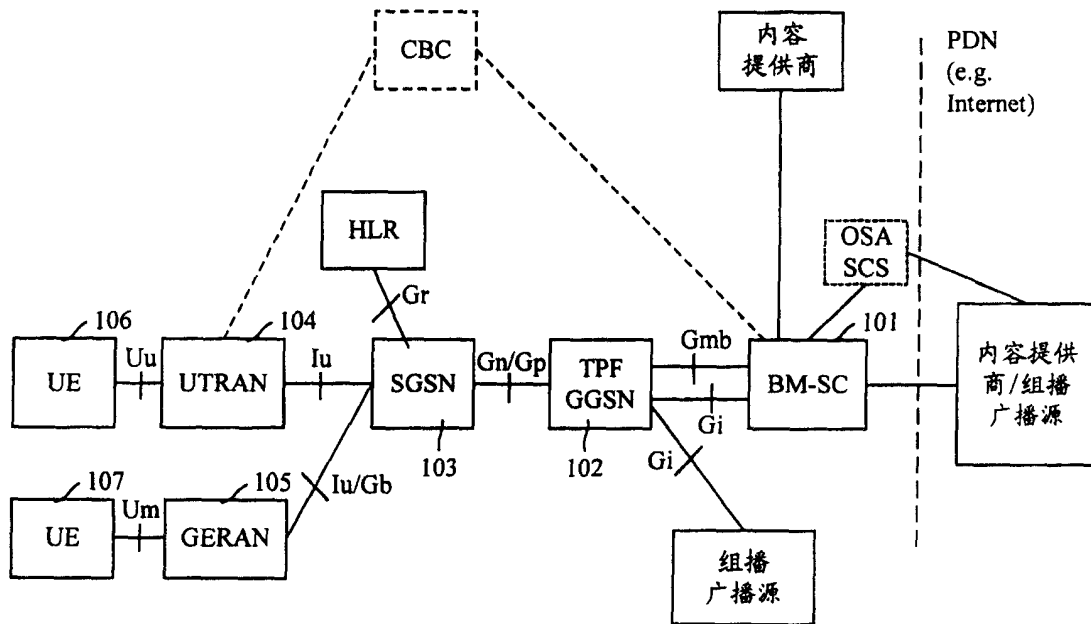 CBC
内容
提供商
PDN
(e.g.
Internet)
HLR
Gr
OSA
SCS
106
UE
Uu
104
UTRAN
Iu
SGSN
103
Gn/Gp
TPF
GGSN
102
Gmb
Gi
101
BM-SC
内容提供
商/组播
广播源
107
UE
Um
105
GERAN
Iu/Gb
Gi
组播
广播源